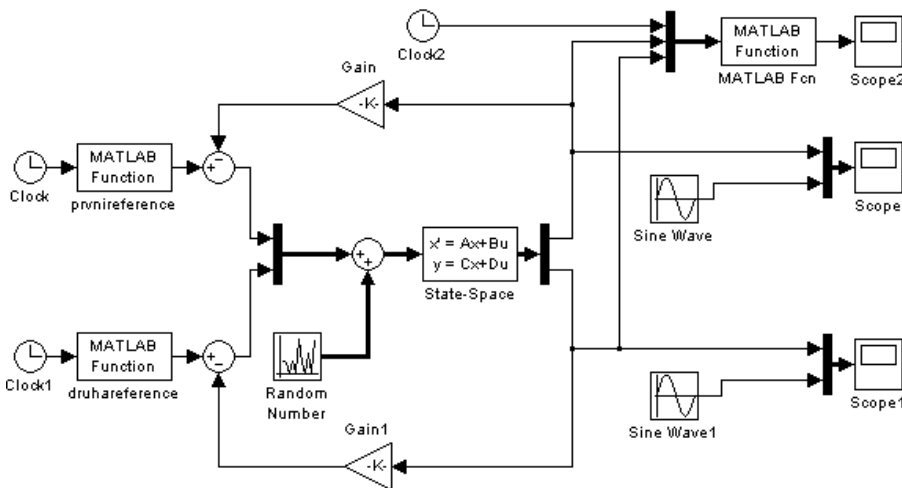 Clock2
MATLAB
Function
MATLAB Fcn
Scope2
Gain
-K-
Clock
MATLAB
Function
prvnireference
+
−
Sine Wave
Scope
+
+
x' = Ax+Bu
y = Cx+Du
State-Space
Clock1
MATLAB
Function
druhareference
+
−
Random
Number
Sine Wave1
Scope1
Gain1
-K-